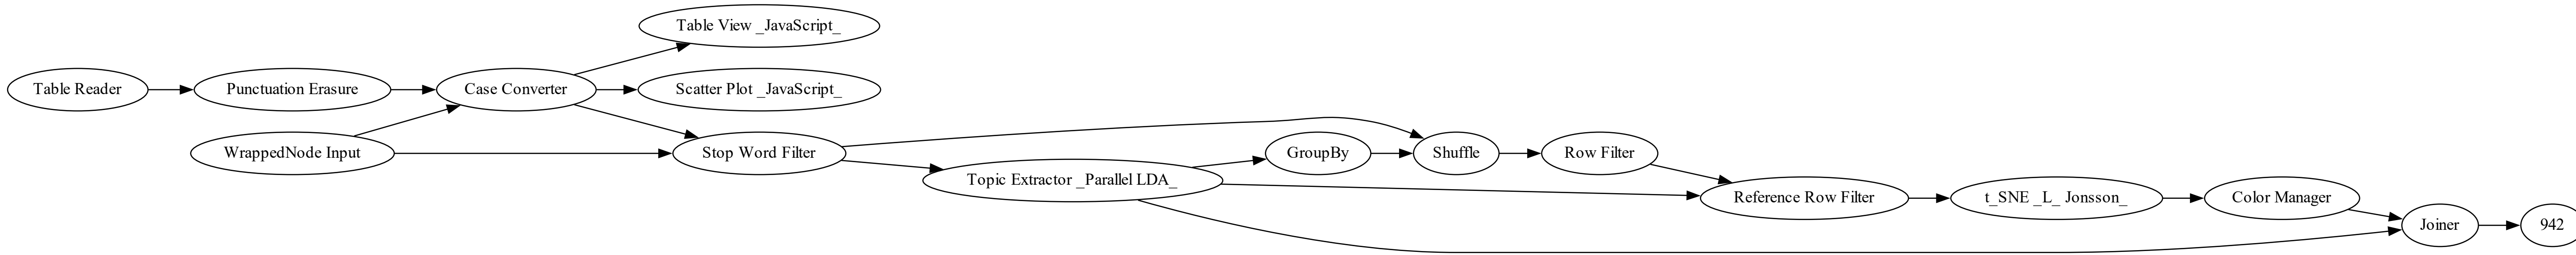 Table View _JavaScript_
Table Reader
Punctuation Erasure
Case Converter
Scatter Plot _JavaScript_
WrappedNode Input
Stop Word Filter
GroupBy
Shuffle
Row Filter
Topic Extractor _Parallel LDA_
Reference Row Filter
t_SNE _L_ Jonsson_
Color Manager
Joiner
942